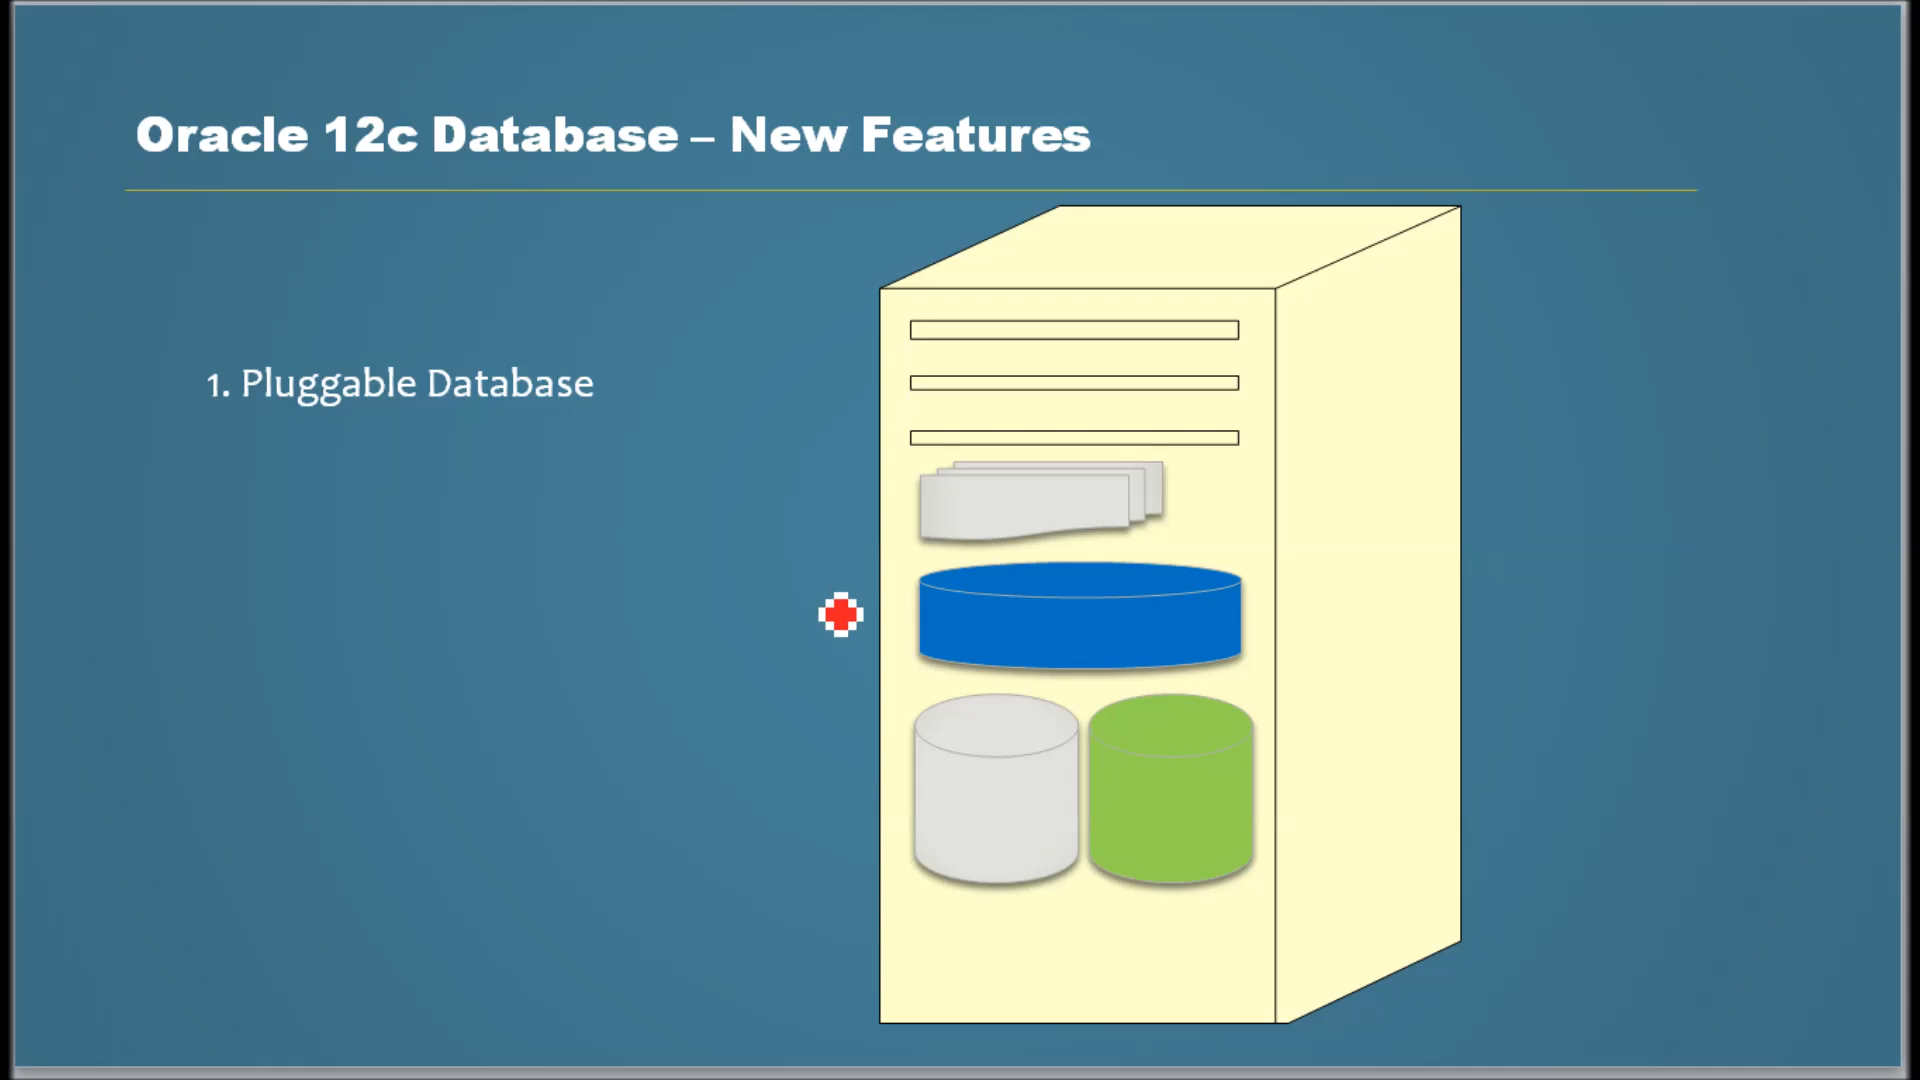 Oracle 12c Database – New Features
1. Pluggable Database